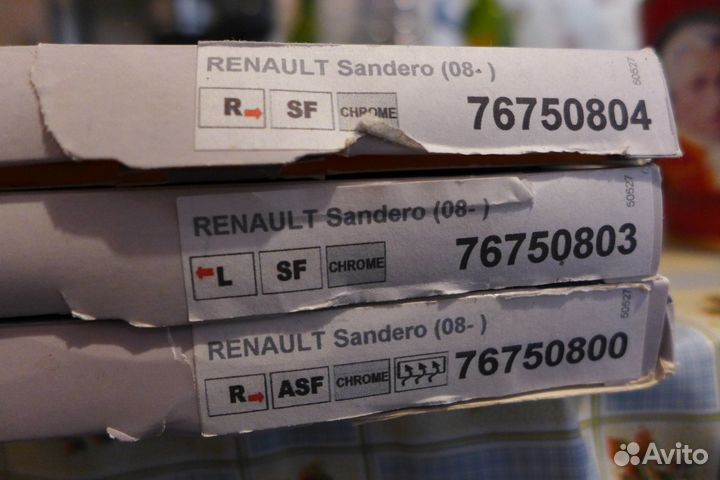 RENAULT Sandero (08- )
R SF CHROME 76750804
50527
RENAULT Sandero (08- )
L SF CHROME 76750803
50527
RENAULT Sandero (08- )
R ASF CHROME 76750800
50527
Avito